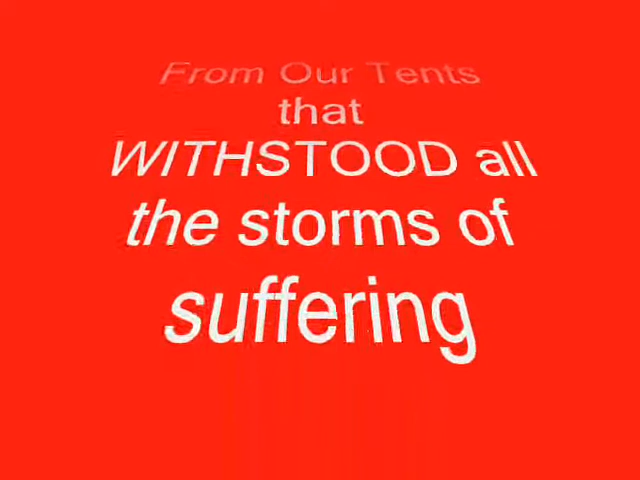 From Our Tents
that
WITHSTOOD all
the storms of
suffering